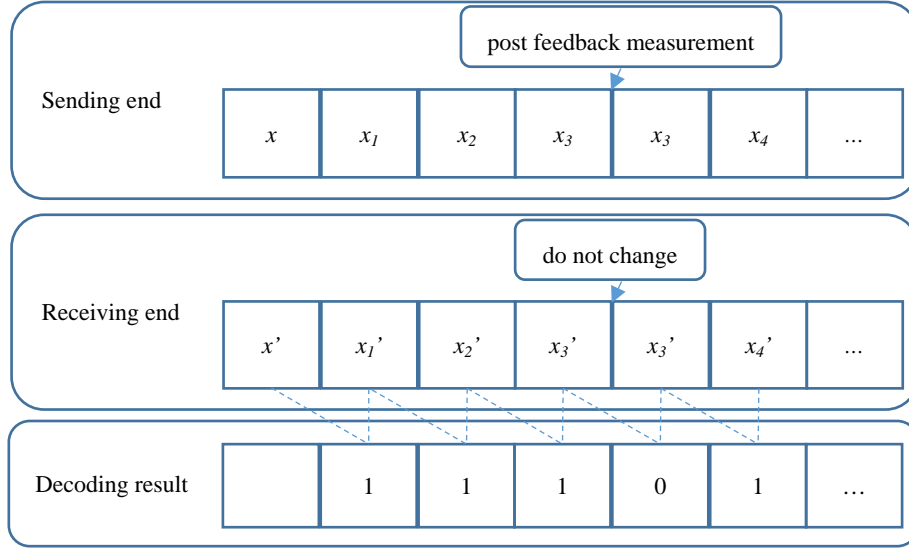 post feedback measurement
Sending end
x x₁ x₂ x₃ x₃ x₄ ...
do not change
Receiving end
x’ x₁’ x₂’ x₃’ x₃’ x₄’ ...
Decoding result
1 1 1 0 1 ...